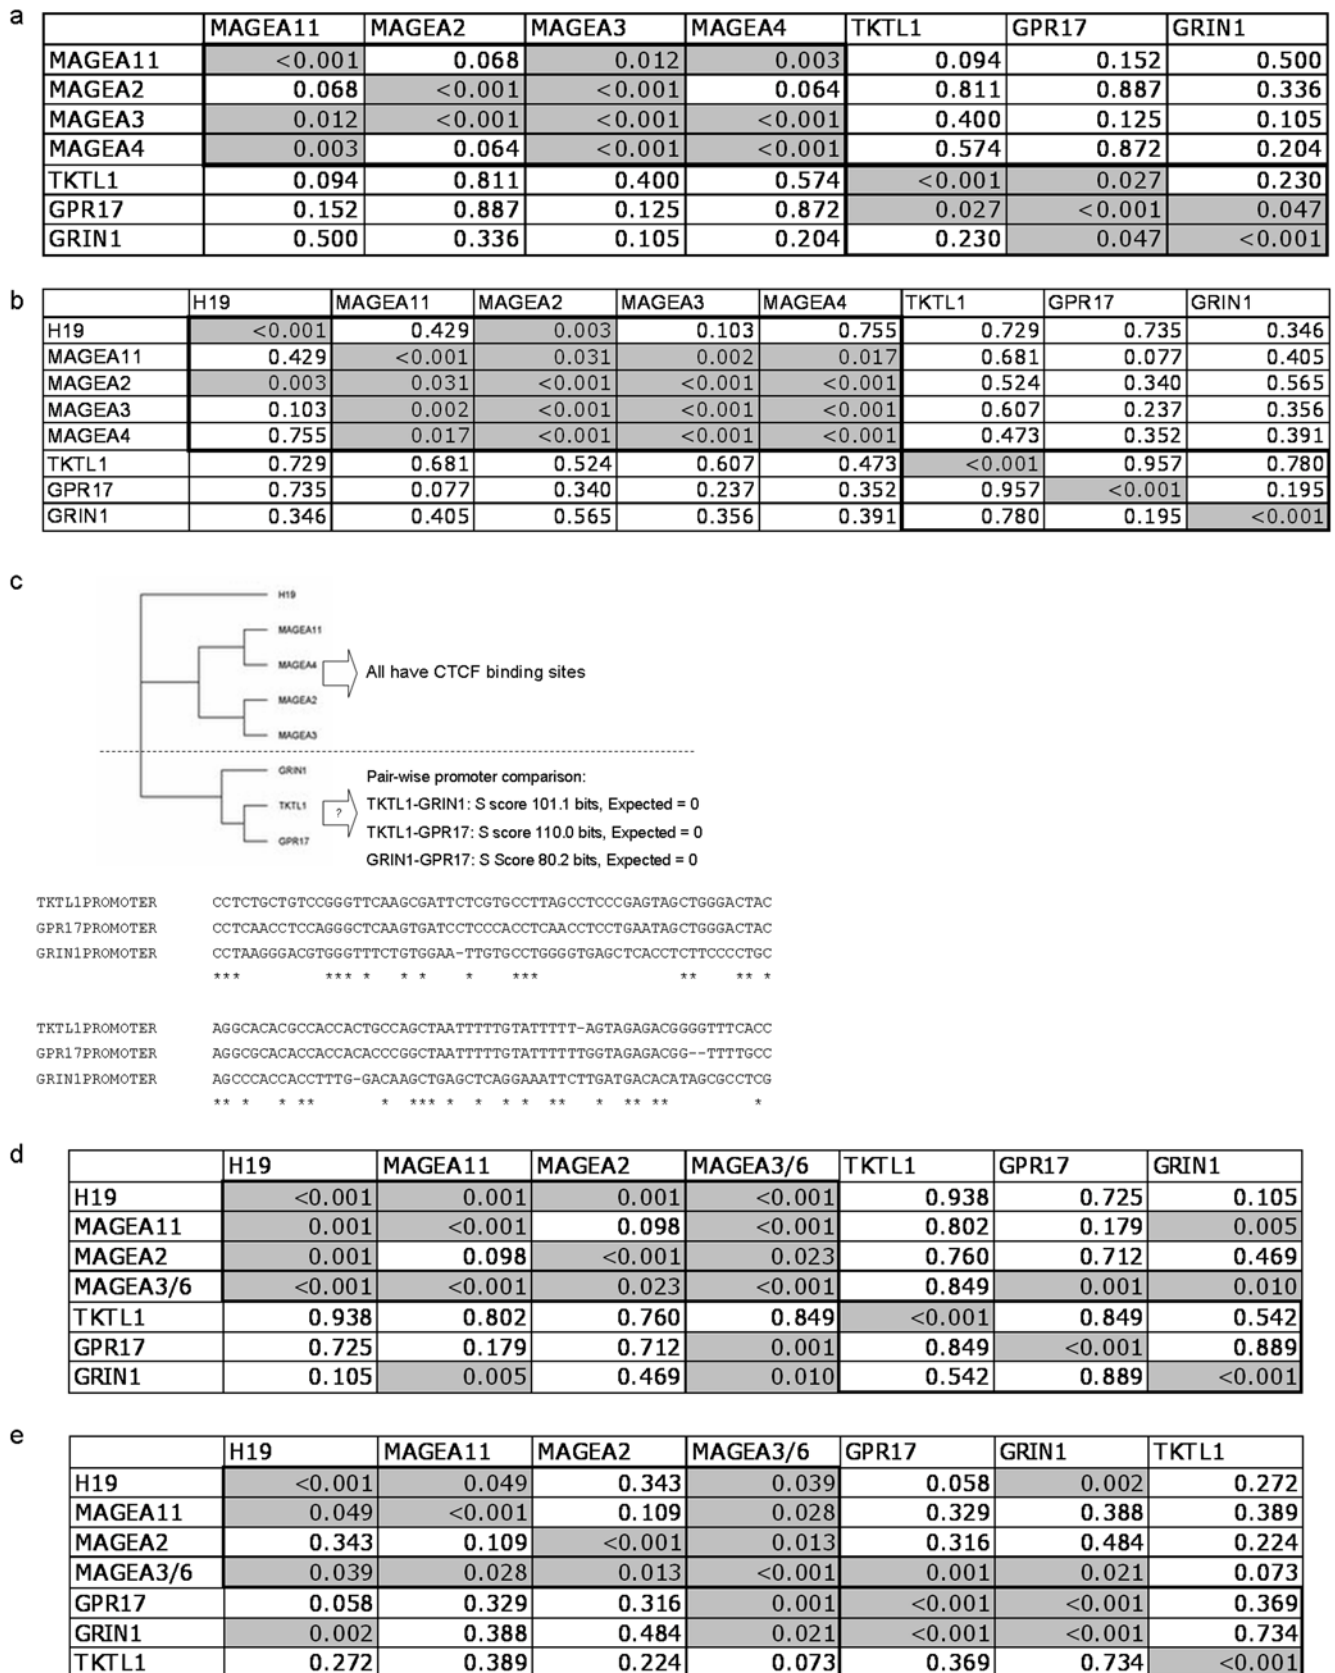 a
MAGEA11 MAGEA2 MAGEA3 MAGEA4 TKTL1 GPR17 GRIN1
MAGEA11 <0.001 0.068 0.012 0.003 0.094 0.152 0.500
MAGEA2 0.068 <0.001 <0.001 0.064 0.811 0.887 0.336
MAGEA3 0.012 <0.001 <0.001 <0.001 0.400 0.125 0.105
MAGEA4 0.003 0.064 <0.001 <0.001 0.574 0.872 0.204
TKTL1 0.094 0.811 0.400 0.574 <0.001 0.027 0.230
GPR17 0.152 0.887 0.125 0.872 0.027 <0.001 0.047
GRIN1 0.500 0.336 0.105 0.204 0.230 0.047 <0.001
b
H19 MAGEA11 MAGEA2 MAGEA3 MAGEA4 TKTL1 GPR17 GRIN1
H19 <0.001 0.429 0.003 0.103 0.755 0.729 0.735 0.346
MAGEA11 0.429 <0.001 0.031 0.002 0.017 0.681 0.077 0.405
MAGEA2 0.003 0.031 <0.001 <0.001 <0.001 0.524 0.340 0.565
MAGEA3 0.103 0.002 <0.001 <0.001 <0.001 0.607 0.237 0.356
MAGEA4 0.755 0.017 <0.001 <0.001 <0.001 0.473 0.352 0.391
TKTL1 0.729 0.681 0.524 0.607 0.473 <0.001 0.957 0.780
GPR17 0.735 0.077 0.340 0.237 0.352 0.957 <0.001 0.195
GRIN1 0.346 0.405 0.565 0.356 0.391 0.780 0.195 <0.001
c
H19
MAGEA11
MAGEA4
All have CTCF binding sites
MAGEA2
MAGEA3
GRIN1
Pair-wise promoter comparison:
TKTL1
?
TKTL1-GRIN1: S score 101.1 bits, Expected = 0
TKTL1-GPR17: S score 110.0 bits, Expected = 0
GPR17
GRIN1-GPR17: S Score 80.2 bits, Expected = 0
TKTL1PROMOTER CCTCTGCTGTCCGGGTTCAAGCGATTCTCGTGCCTTAGCCTCCCGAGTAGCTGGGACTAC
GPR17PROMOTER CCTCAACCTCCAGGGCTCAAGTGATCCTCCCACCTCAACCTCCTGAATAGCTGGGACTAC
GRIN1PROMOTER CCTAAGGGACGTGGGTTTCTGTGGAA-TTGTGCCTGGGGTGAGCTCACCTCTTCCCCTGC
*** *** * * * * *** ** ** *
TKTL1PROMOTER AGGCACACGCCACCACTGCCAGCTAATTTTTGTATTTTT-AGTAGAGACGGGGTTTCACC
GPR17PROMOTER AGGCGCACACCACCACACCCGGCTAATTTTTGTATTTTTTGGTAGAGACGG--TTTTGCC
GRIN1PROMOTER AGCCCACCACCTTTG-GACAAGCTGAGCTCAGGAAATTCTTGATGACACATAGCGCCTCG
** * * ** * *** * * * * ** * ** ** *
d
H19 MAGEA11 MAGEA2 MAGEA3/6 TKTL1 GPR17 GRIN1
H19 <0.001 0.001 0.001 <0.001 0.938 0.725 0.105
MAGEA11 0.001 <0.001 0.098 <0.001 0.802 0.179 0.005
MAGEA2 0.001 0.098 <0.001 0.023 0.760 0.712 0.469
MAGEA3/6 <0.001 <0.001 0.023 <0.001 0.849 0.001 0.010
TKTL1 0.938 0.802 0.760 0.849 <0.001 0.849 0.542
GPR17 0.725 0.179 0.712 0.001 0.849 <0.001 0.889
GRIN1 0.105 0.005 0.469 0.010 0.542 0.889 <0.001
e
H19 MAGEA11 MAGEA2 MAGEA3/6 GPR17 GRIN1 TKTL1
H19 <0.001 0.049 0.343 0.039 0.058 0.002 0.272
MAGEA11 0.049 <0.001 0.109 0.028 0.329 0.388 0.389
MAGEA2 0.343 0.109 <0.001 0.013 0.316 0.484 0.224
MAGEA3/6 0.039 0.028 0.013 <0.001 0.001 0.021 0.073
GPR17 0.058 0.329 0.316 0.001 <0.001 <0.001 0.369
GRIN1 0.002 0.388 0.484 0.021 <0.001 <0.001 0.734
TKTL1 0.272 0.389 0.224 0.073 0.369 0.734 <0.001